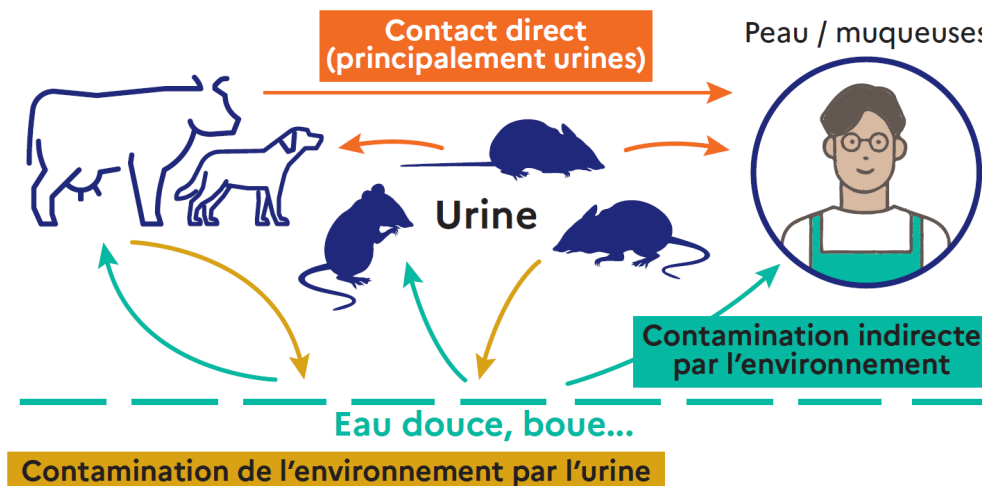 Contact direct
(principalement urines)
Peau / muqueuses
Urine
Contamination indirecte
par l’environnement
Eau douce, boue...
Contamination de l’environnement par l’urine